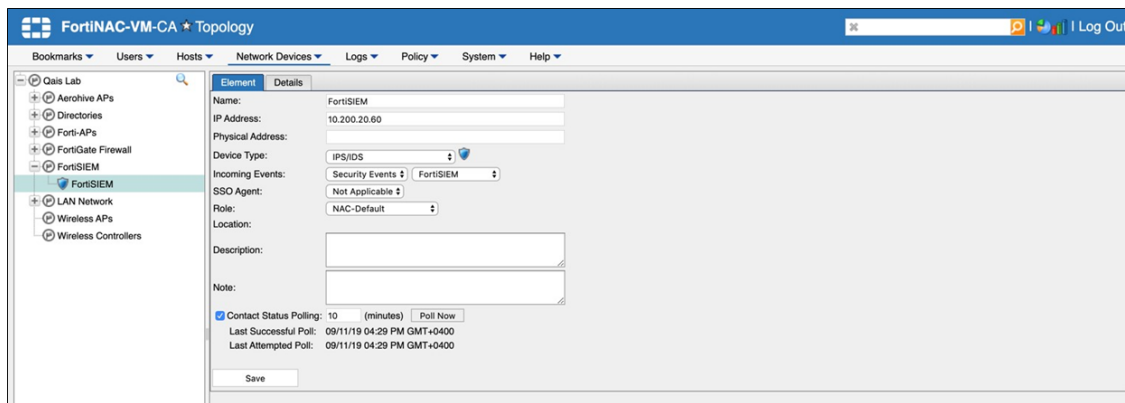 FortiNAC-VM-CA ★ Topology
Log Out
Bookmarks Users Hosts Network Devices Logs Policy System Help
Qais Lab
Aerohive APs
Directories
Forti-APs
FortiGate Firewall
FortiSIEM
FortiSIEM
LAN Network
Wireless APs
Wireless Controllers
Element Details
Name: FortiSIEM
IP Address: 10.200.20.60
Physical Address:
Device Type: IPS/IDS
Incoming Events: Security Events FortiSIEM
SSO Agent: Not Applicable
Role: NAC-Default
Location:
Description:
Note:
Contact Status Polling: 10 (minutes) Poll Now
Last Successful Poll: 09/11/19 04:29 PM GMT+0400
Last Attempted Poll: 09/11/19 04:29 PM GMT+0400
Save